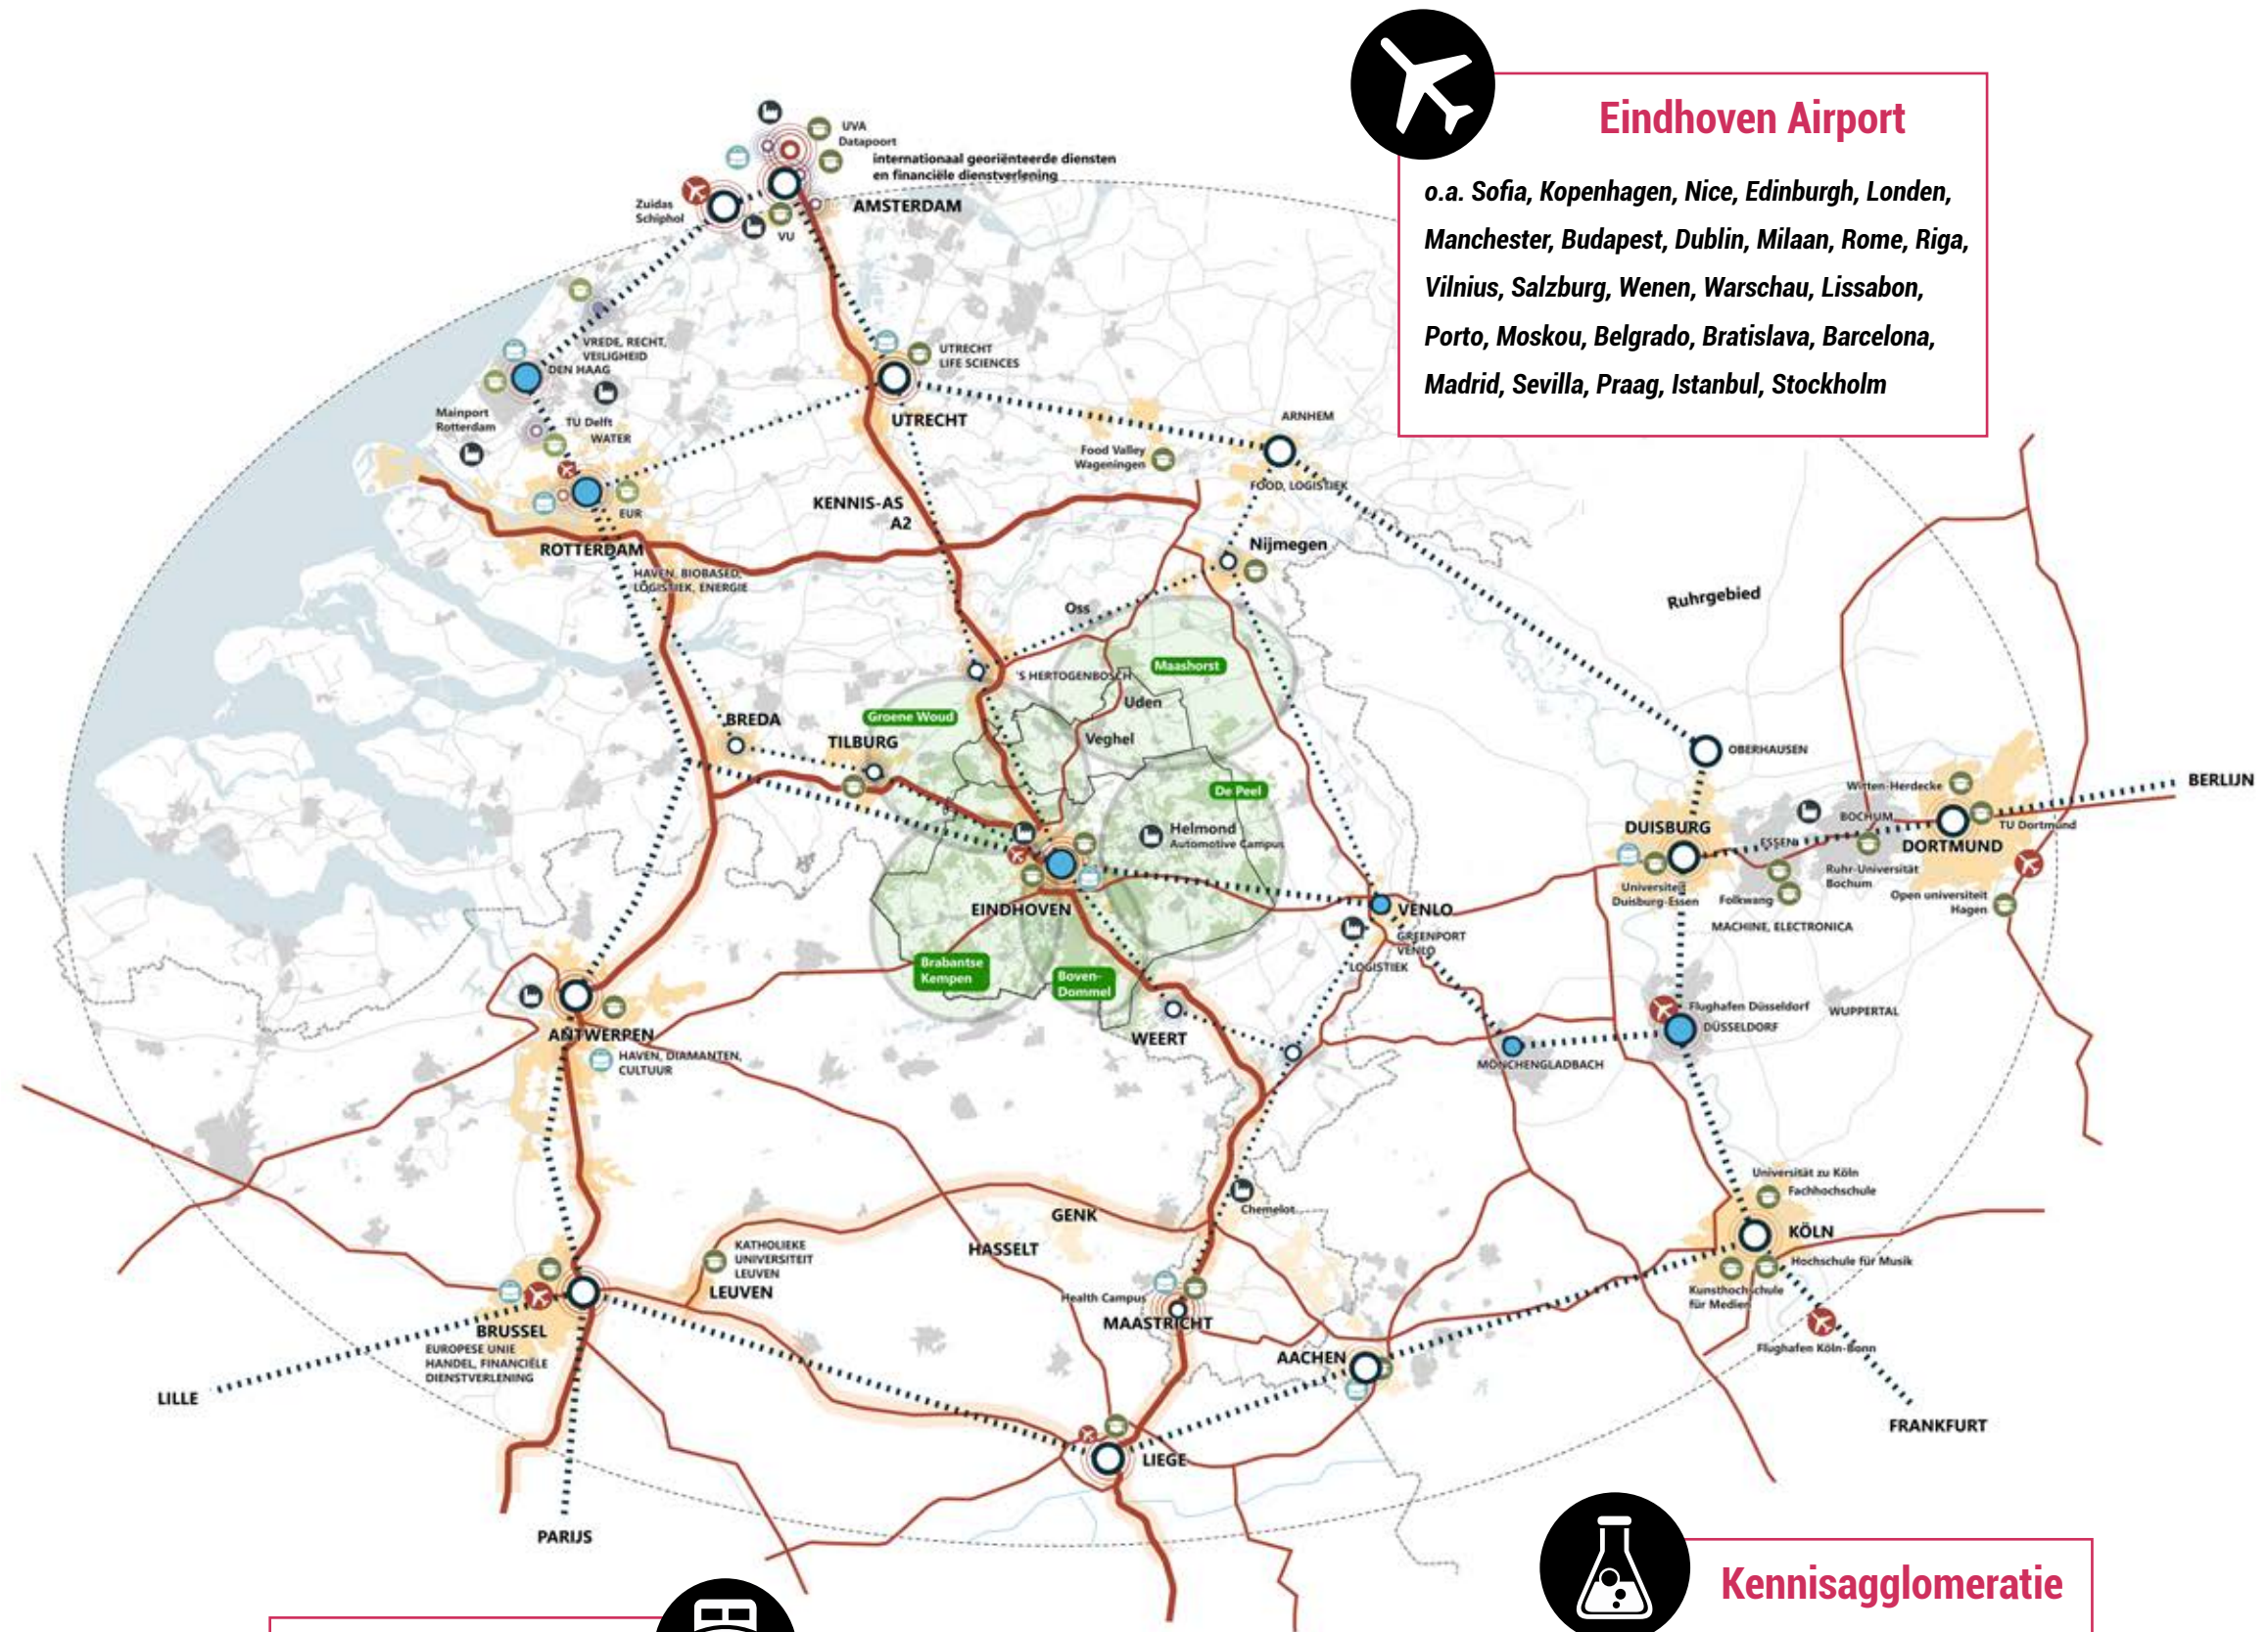 Eindhoven Airport
o.a. Sofia, Kopenhagen, Nice, Edinburgh, Londen,
Manchester, Budapest, Dublin, Milaan, Rome, Riga,
Vilnius, Salzburg, Wenen, Warschau, Lissabon,
Porto, Moskou, Belgrado, Bratislava, Barcelona,
Madrid, Sevilla, Praag, Istanbul, Stockholm
UVA
Datapoort
internationaal georiënteerde diensten
en financiële dienstverlening
Zuidas
Schiphol
AMSTERDAM
VU
VREDE, RECHT,
VEILIGHEID
DEN HAAG
UTRECHT
LIFE SCIENCES
Mainport
Rotterdam
TU Delft
WATER
UTRECHT
ARNHEM
Food Valley
Wageningen
FOOD, LOGISTIEK
EUR
KENNIS-AS
A2
ROTTERDAM
Nijmegen
HAVEN, BIOBASED,
LOGISTIEK, ENERGIE
Ruhrgebied
Oss
Maashorst
'S HERTOGENBOSCH
Uden
Groene Woud
BREDA
TILBURG
Veghel
OBERHAUSEN
De Peel
Witten-Herdecke
BERLIJN
Helmond
Automotive Campus
DUISBURG
BOCHUM
TU Dortmund
ESSEN
DORTMUND
Universiteit
Duisburg-Essen
Folkwang
Ruhr-Universität
Bochum
Open universiteit
Hagen
EINDHOVEN
VENLO
MACHINE, ELECTRONICA
GREENPORT
VENLO
LOGISTIEK
Brabantse
Kempen
Boven-
Dommel
Flughafen Düsseldorf
WUPPERTAL
DÜSSELDORF
ANTWERPEN
WEERT
HAVEN, DIAMANTEN,
CULTUUR
MÖNCHENGLADBACH
Universität zu Köln
Fachhochschule
Chemelot
GENK
KÖLN
KATHOLIEKE
UNIVERSITEIT
LEUVEN
HASSELT
Hochschule für Musik
LEUVEN
Health Campus
Kunsthochschule
für Medien
MAASTRICHT
BRUSSEL
EUROPESE UNIE
HANDEL, FINANCIËLE
DIENSTVERLENING
Flughafen Köln-Bonn
AACHEN
LILLE
FRANKFURT
LIEGE
PARIJS
Kennisagglomeratie